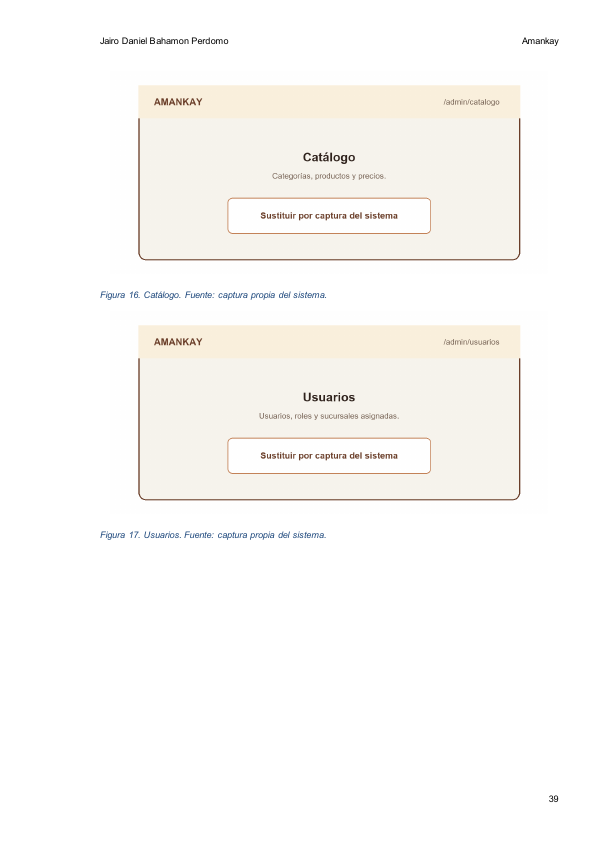 Jairo Daniel Bahamon Perdomo Amankay
AMANKAY /admin/catalogo
Catálogo
Categorías, productos y precios.
Sustituir por captura del sistema
Figura 16. Catálogo. Fuente: captura propia del sistema.
AMANKAY /admin/usuarios
Usuarios
Usuarios, roles y sucursales asignadas.
Sustituir por captura del sistema
Figura 17. Usuarios. Fuente: captura propia del sistema.
39